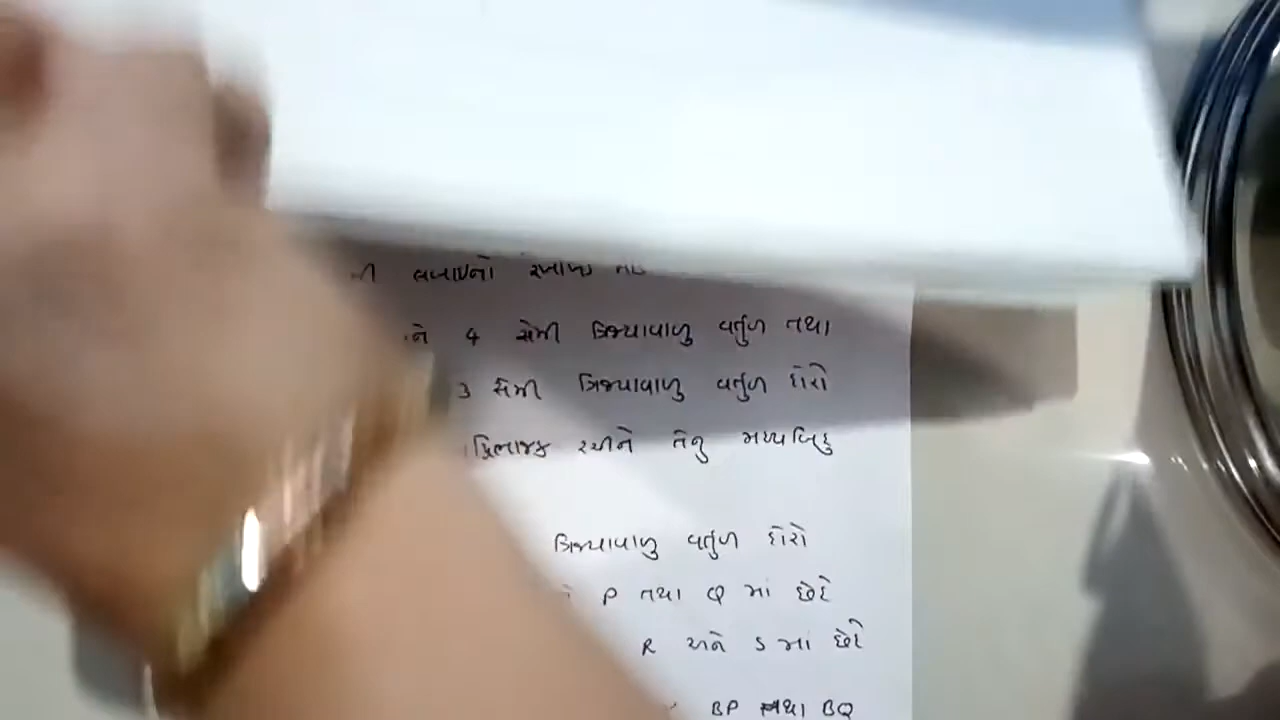 લંબાઈનો રેખાખંડ
4 સેમી ત્રિજ્યાવાળુ વર્તુળ તથા
3 સેમી ત્રિજ્યાવાળુ વર્તુળ દોરો
દ્વિભાજક રચીને તેનુ મધ્યબિંદુ
ત્રિજ્યાવાળુ વર્તુળ દોરો
P તથા Q માં છેદે
R અને S માં છેદે
BP તથા BQ